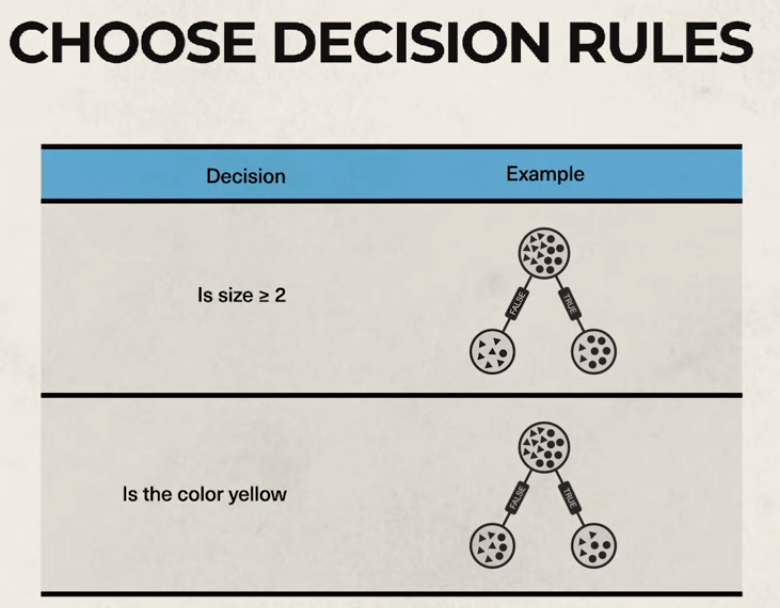 CHOOSE DECISION RULES
Decision
Example
Is size ≥ 2
FALSE
TRUE
Is the color yellow
FALSE
TRUE